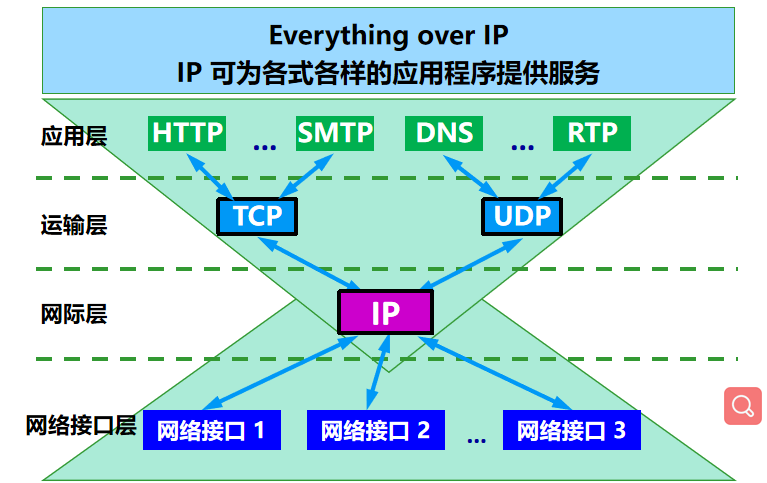 Everything over IP
IP 可为各式各样的应用程序提供服务
应用层 HTTP … SMTP DNS … RTP
运输层 TCP UDP
网际层 IP
网络接口层 网络接口 1 网络接口 2 … 网络接口 3